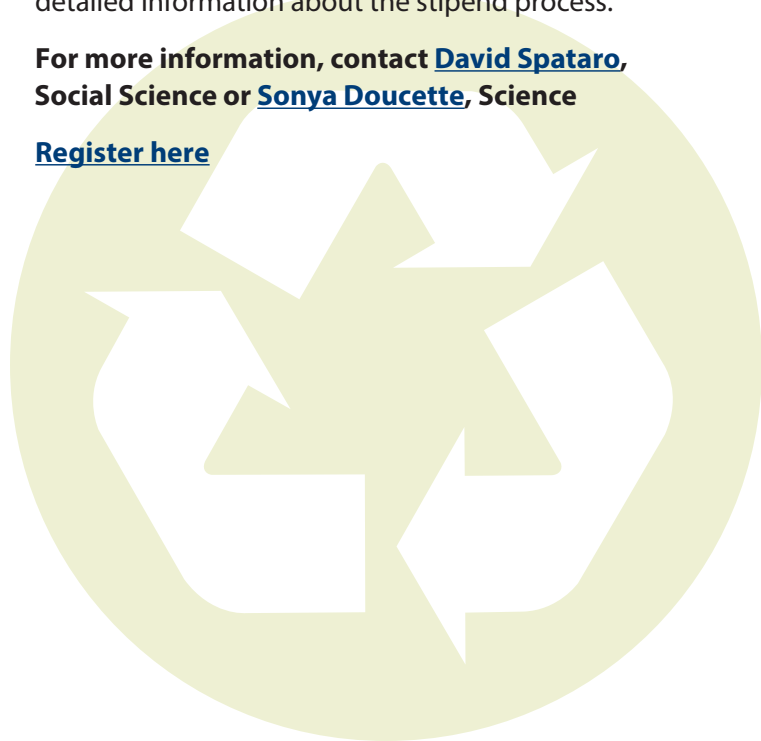 detailed information about the stipend process.
For more information, contact David Spataro,
Social Science or Sonya Doucette, Science
Register here